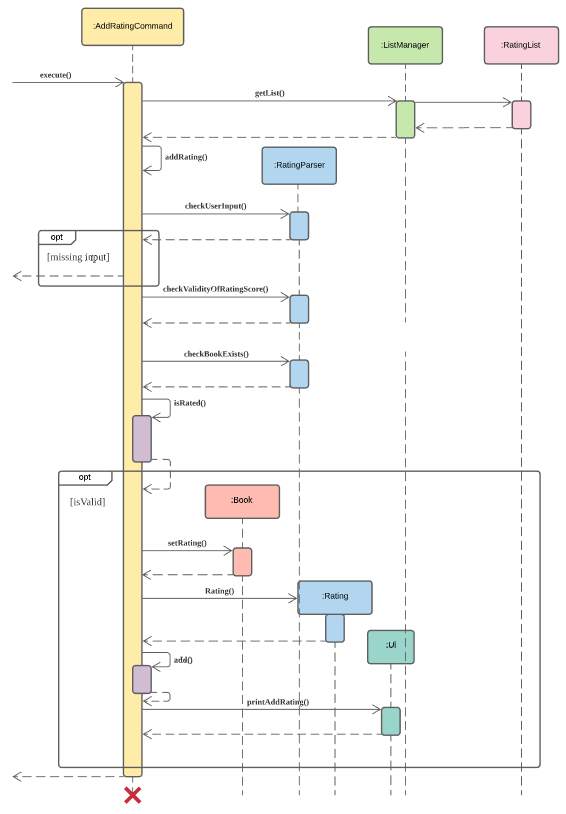 :AddRatingCommand
:ListManager
:RatingList
execute()
getList()
addRating()
:RatingParser
checkUserInput()
opt
[missing input]
checkValidityOfRatingScore()
checkBookExists()
isRated()
opt
[isValid]
:Book
setRating()
Rating()
:Rating
:Ui
add()
printAddRating()